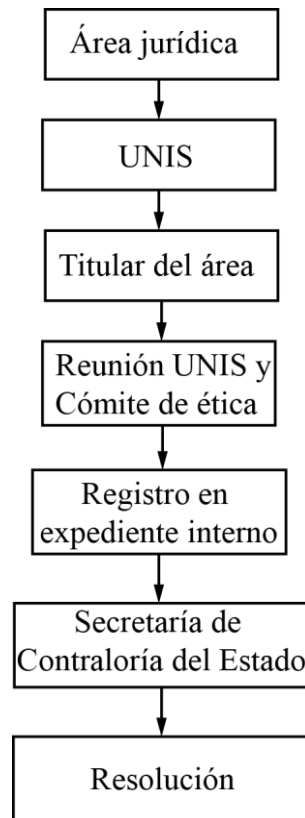 Área jurídica
UNIS
Titular del área
Reunión UNIS y
Cómite de ética
Registro en
expediente interno
Secretaría de
Contraloría del Estado
Resolución